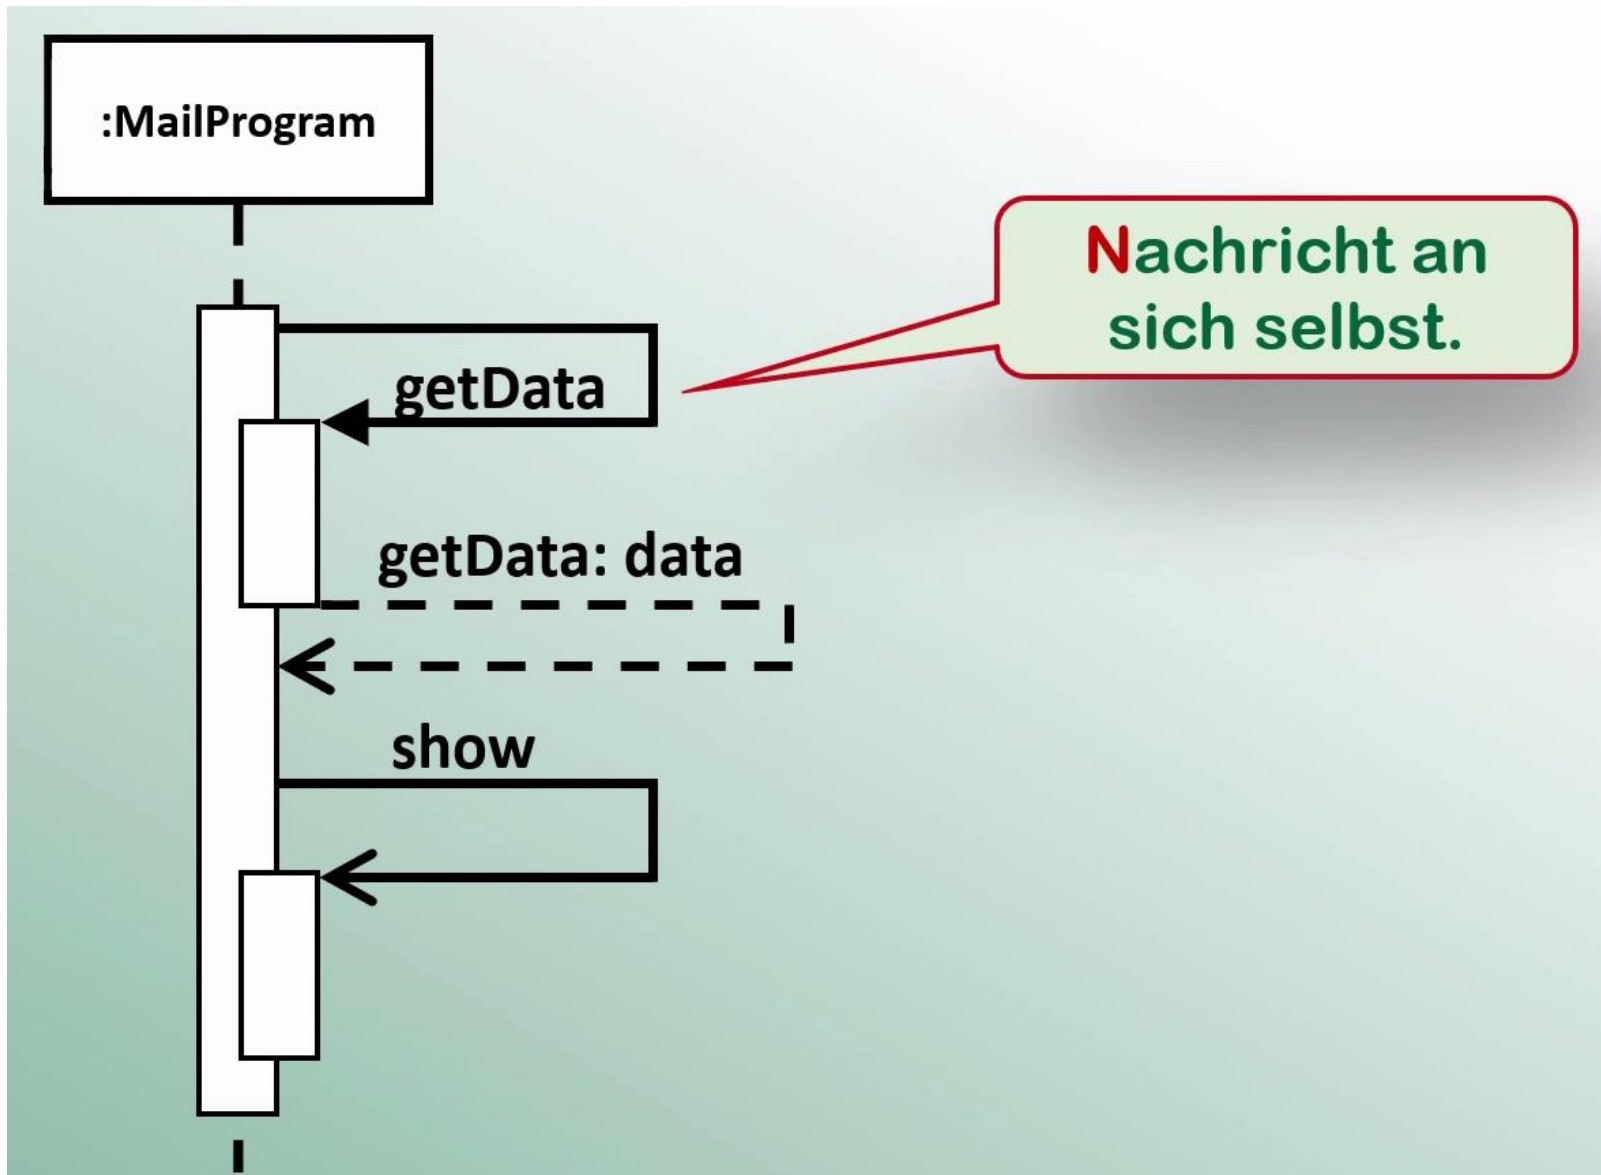 :MailProgram
Nachricht an
sich selbst.
getData
getData: data
show